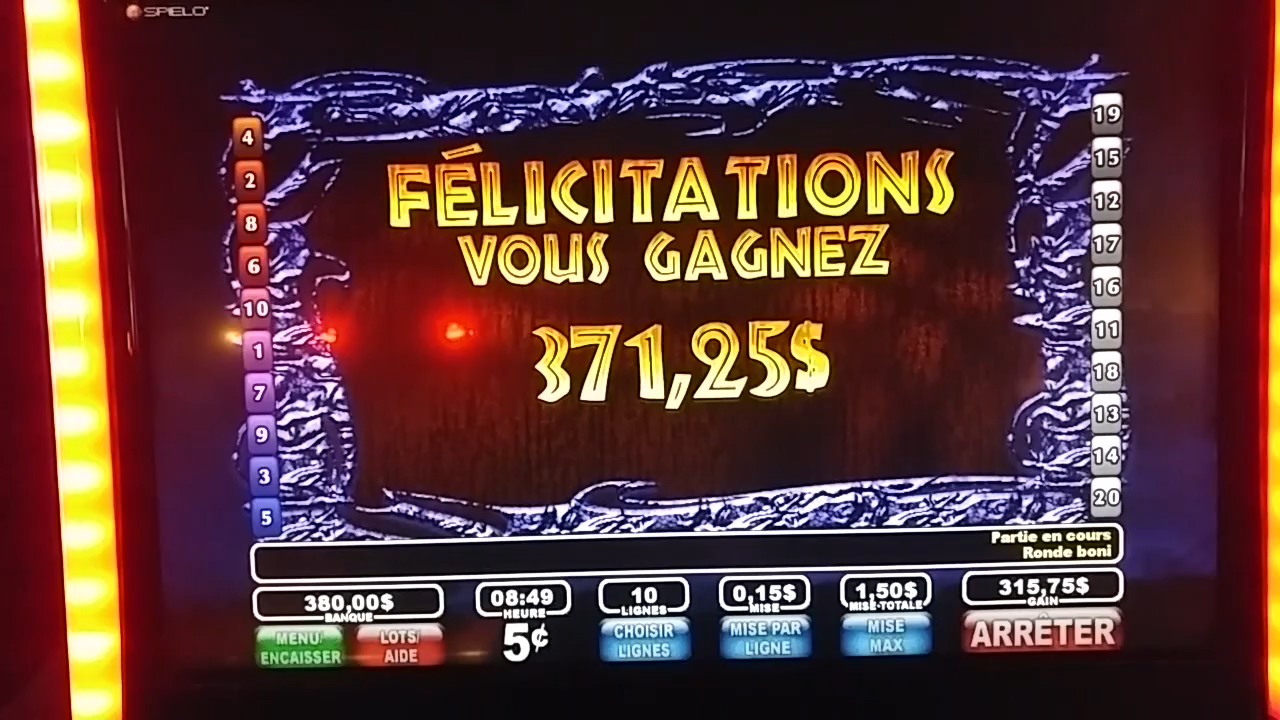 SPIELO
FÉLICITATIONS
VOUS GAGNEZ
371,25$
4
2
8
6
10
1
7
9
3
5
19
15
12
17
16
11
18
13
14
20
Partie en cours
Ronde boni
380,00$
BANQUE
08:49
HEURE
10
LIGNES
0,15$
MISE
1,50$
MISE-TOTALE
315,75$
GAIN
MENU/
ENCAISSER
LOTS/
AIDE
5¢
CHOISIR
LIGNES
MISE PAR
LIGNE
MISE
MAX
ARRÊTER